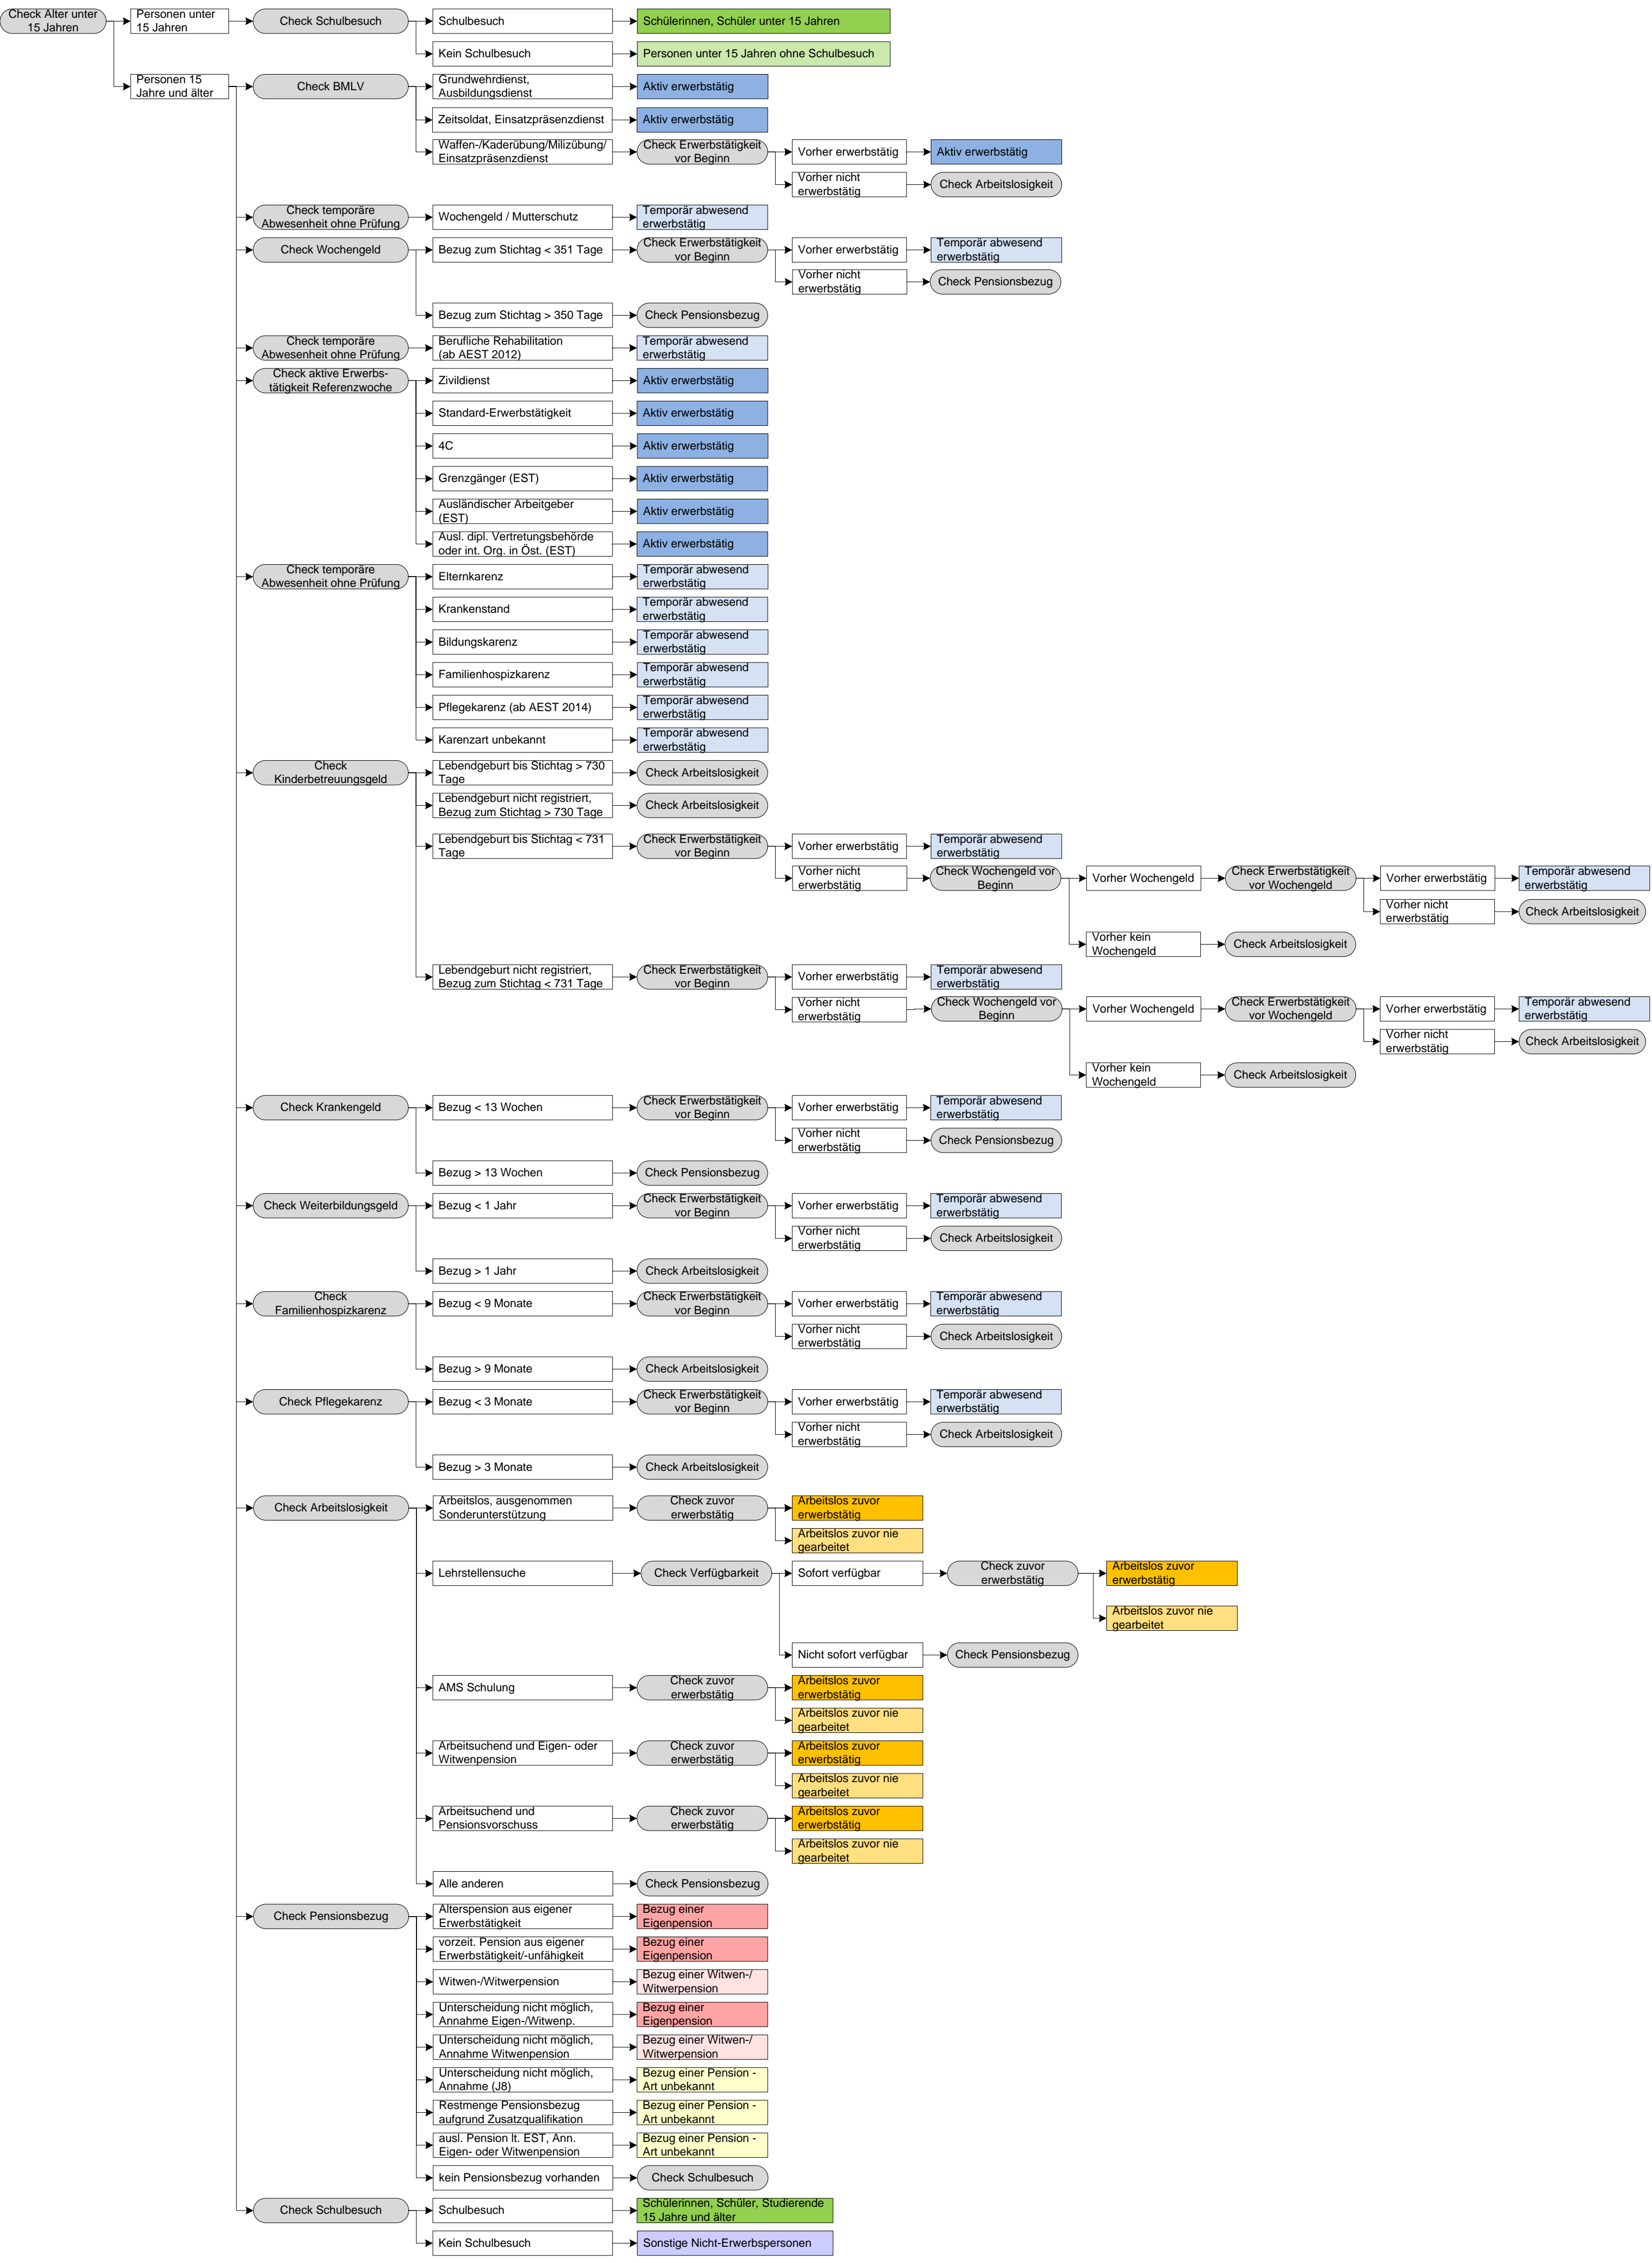 Check Alter unter
15 Jahren
Personen unter
15 Jahren
Check Schulbesuch
Schulbesuch
Schülerinnen, Schüler unter 15 Jahren
Kein Schulbesuch
Personen unter 15 Jahren ohne Schulbesuch
Personen 15
Jahre und älter
Check BMLV
Grundwehrdienst,
Ausbildungsdienst
Aktiv erwerbstätig
Zeitsoldat, Einsatzpräsenzdienst
Aktiv erwerbstätig
Waffen-/Kaderübung/Milizübung/
Einsatzpräsenzdienst
Check Erwerbstätigkeit
vor Beginn
Vorher erwerbstätig
Aktiv erwerbstätig
Vorher nicht
erwerbstätig
Check Arbeitslosigkeit
Check temporäre
Abwesenheit ohne Prüfung
Wochengeld / Mutterschutz
Temporär abwesend
erwerbstätig
Check Wochengeld
Bezug zum Stichtag < 351 Tage
Check Erwerbstätigkeit
vor Beginn
Vorher erwerbstätig
Temporär abwesend
erwerbstätig
Vorher nicht
erwerbstätig
Check Pensionsbezug
Bezug zum Stichtag > 350 Tage
Check Pensionsbezug
Check temporäre
Abwesenheit ohne Prüfung
Berufliche Rehabilitation
(ab AEST 2012)
Temporär abwesend
erwerbstätig
Check aktive Erwerbs-
tätigkeit Referenzwoche
Zivildienst
Aktiv erwerbstätig
Standard-Erwerbstätigkeit
Aktiv erwerbstätig
4C
Aktiv erwerbstätig
Grenzgänger (EST)
Aktiv erwerbstätig
Ausländischer Arbeitgeber
(EST)
Aktiv erwerbstätig
Ausl. dipl. Vertretungsbehörde
oder int. Org. in Öst. (EST)
Aktiv erwerbstätig
Check temporäre
Abwesenheit ohne Prüfung
Elternkarenz
Temporär abwesend
erwerbstätig
Krankenstand
Temporär abwesend
erwerbstätig
Bildungskarenz
Temporär abwesend
erwerbstätig
Familienhospizkarenz
Temporär abwesend
erwerbstätig
Pflegekarenz (ab AEST 2014)
Temporär abwesend
erwerbstätig
Karenzart unbekannt
Temporär abwesend
erwerbstätig
Check
Kinderbetreuungsgeld
Lebendgeburt bis Stichtag > 730
Tage
Check Arbeitslosigkeit
Lebendgeburt nicht registriert,
Bezug zum Stichtag > 730 Tage
Check Arbeitslosigkeit
Lebendgeburt bis Stichtag < 731
Tage
Check Erwerbstätigkeit
vor Beginn
Vorher erwerbstätig
Temporär abwesend
erwerbstätig
Vorher nicht
erwerbstätig
Check Wochengeld vor
Beginn
Vorher Wochengeld
Check Erwerbstätigkeit
vor Wochengeld
Vorher erwerbstätig
Temporär abwesend
erwerbstätig
Vorher nicht
erwerbstätig
Check Arbeitslosigkeit
Vorher kein
Wochengeld
Check Arbeitslosigkeit
Lebendgeburt nicht registriert,
Bezug zum Stichtag < 731 Tage
Check Erwerbstätigkeit
vor Beginn
Vorher erwerbstätig
Temporär abwesend
erwerbstätig
Vorher nicht
erwerbstätig
Check Wochengeld vor
Beginn
Vorher Wochengeld
Check Erwerbstätigkeit
vor Wochengeld
Vorher erwerbstätig
Temporär abwesend
erwerbstätig
Vorher nicht
erwerbstätig
Check Arbeitslosigkeit
Vorher kein
Wochengeld
Check Arbeitslosigkeit
Check Krankengeld
Bezug < 13 Wochen
Check Erwerbstätigkeit
vor Beginn
Vorher erwerbstätig
Temporär abwesend
erwerbstätig
Vorher nicht
erwerbstätig
Check Pensionsbezug
Bezug > 13 Wochen
Check Pensionsbezug
Check Weiterbildungsgeld
Bezug < 1 Jahr
Check Erwerbstätigkeit
vor Beginn
Vorher erwerbstätig
Temporär abwesend
erwerbstätig
Vorher nicht
erwerbstätig
Check Arbeitslosigkeit
Bezug > 1 Jahr
Check Arbeitslosigkeit
Check
Familienhospizkarenz
Bezug < 9 Monate
Check Erwerbstätigkeit
vor Beginn
Vorher erwerbstätig
Temporär abwesend
erwerbstätig
Vorher nicht
erwerbstätig
Check Arbeitslosigkeit
Bezug > 9 Monate
Check Arbeitslosigkeit
Check Pflegekarenz
Bezug < 3 Monate
Check Erwerbstätigkeit
vor Beginn
Vorher erwerbstätig
Temporär abwesend
erwerbstätig
Vorher nicht
erwerbstätig
Check Arbeitslosigkeit
Bezug > 3 Monate
Check Arbeitslosigkeit
Check Arbeitslosigkeit
Arbeitslos, ausgenommen
Sonderunterstützung
Check zuvor
erwerbstätig
Arbeitslos zuvor
erwerbstätig
Arbeitslos zuvor nie
gearbeitet
Lehrstellensuche
Check Verfügbarkeit
Sofort verfügbar
Check zuvor
erwerbstätig
Arbeitslos zuvor
erwerbstätig
Arbeitslos zuvor nie
gearbeitet
Nicht sofort verfügbar
Check Pensionsbezug
AMS Schulung
Check zuvor
erwerbstätig
Arbeitslos zuvor
erwerbstätig
Arbeitslos zuvor nie
gearbeitet
Arbeitsuchend und Eigen- oder
Witwenpension
Check zuvor
erwerbstätig
Arbeitslos zuvor
erwerbstätig
Arbeitslos zuvor nie
gearbeitet
Arbeitsuchend und
Pensionsvorschuss
Check zuvor
erwerbstätig
Arbeitslos zuvor
erwerbstätig
Arbeitslos zuvor nie
gearbeitet
Alle anderen
Check Pensionsbezug
Check Pensionsbezug
Alterspension aus eigener
Erwerbstätigkeit
Bezug einer
Eigenpension
vorzeit. Pension aus eigener
Erwerbstätigkeit/-unfähigkeit
Bezug einer
Eigenpension
Witwen-/Witwerpension
Bezug einer Witwen-/
Witwerpension
Unterscheidung nicht möglich,
Annahme Eigen-/Witwenp.
Bezug einer
Eigenpension
Unterscheidung nicht möglich,
Annahme Witwenpension
Bezug einer Witwen-/
Witwerpension
Unterscheidung nicht möglich,
Annahme (J8)
Bezug einer Pension -
Art unbekannt
Restmenge Pensionsbezug
aufgrund Zusatzqualifikation
Bezug einer Pension -
Art unbekannt
ausl. Pension lt. EST, Ann.
Eigen- oder Witwenpension
Bezug einer Pension -
Art unbekannt
kein Pensionsbezug vorhanden
Check Schulbesuch
Check Schulbesuch
Schulbesuch
Schülerinnen, Schüler, Studierende
15 Jahre und älter
Kein Schulbesuch
Sonstige Nicht-Erwerbspersonen